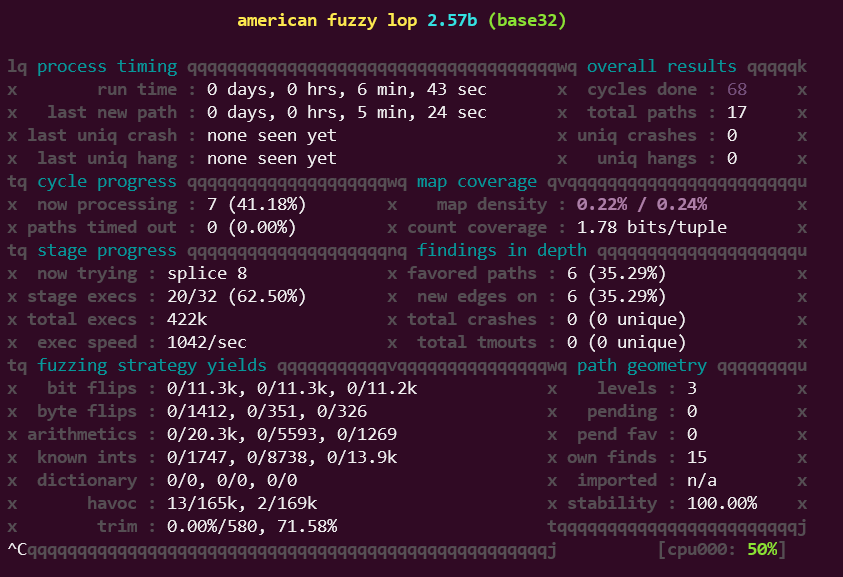 american fuzzy lop 2.57b (base32)
lq process timing qqqqqqqqqqqqqqqqqqqqqqqqqqqqqqqqqqqqqwq overall results qqqqqk
x        run time : 0 days, 0 hrs, 6 min, 43 sec       x  cycles done : 68     x
x   last new path : 0 days, 0 hrs, 5 min, 24 sec       x  total paths : 17     x
x last uniq crash : none seen yet                      x uniq crashes : 0      x
x  last uniq hang : none seen yet                      x   uniq hangs : 0      x
tq cycle progress qqqqqqqqqqqqqqqqqqqqwq map coverage qvqqqqqqqqqqqqqqqqqqqqqqqu
x  now processing : 7 (41.18%)        x    map density : 0.22% / 0.24%         x
x paths timed out : 0 (0.00%)         x count coverage : 1.78 bits/tuple       x
tq stage progress qqqqqqqqqqqqqqqqqqqqnq findings in depth qqqqqqqqqqqqqqqqqqqqu
x  now trying : splice 8              x favored paths : 6 (35.29%)             x
x stage execs : 20/32 (62.50%)        x  new edges on : 6 (35.29%)             x
x total execs : 422k                  x total crashes : 0 (0 unique)           x
x  exec speed : 1042/sec              x  total tmouts : 0 (0 unique)           x
tq fuzzing strategy yields qqqqqqqqqqqvqqqqqqqqqqqqqqqwq path geometry qqqqqqqqu
x   bit flips : 0/11.3k, 0/11.3k, 0/11.2k             x    levels : 3          x
x  byte flips : 0/1412, 0/351, 0/326                  x   pending : 0          x
x arithmetics : 0/20.3k, 0/5593, 0/1269               x  pend fav : 0          x
x  known ints : 0/1747, 0/8738, 0/13.9k               x own finds : 15         x
x  dictionary : 0/0, 0/0, 0/0                         x  imported : n/a        x
x       havoc : 13/165k, 2/169k                       x stability : 100.00%    x
x        trim : 0.00%/580, 71.58%                     tqqqqqqqqqqqqqqqqqqqqqqqqj
^Cqqqqqqqqqqqqqqqqqqqqqqqqqqqqqqqqqqqqqqqqqqqqqqqqqqqqj          [cpu000: 50%]